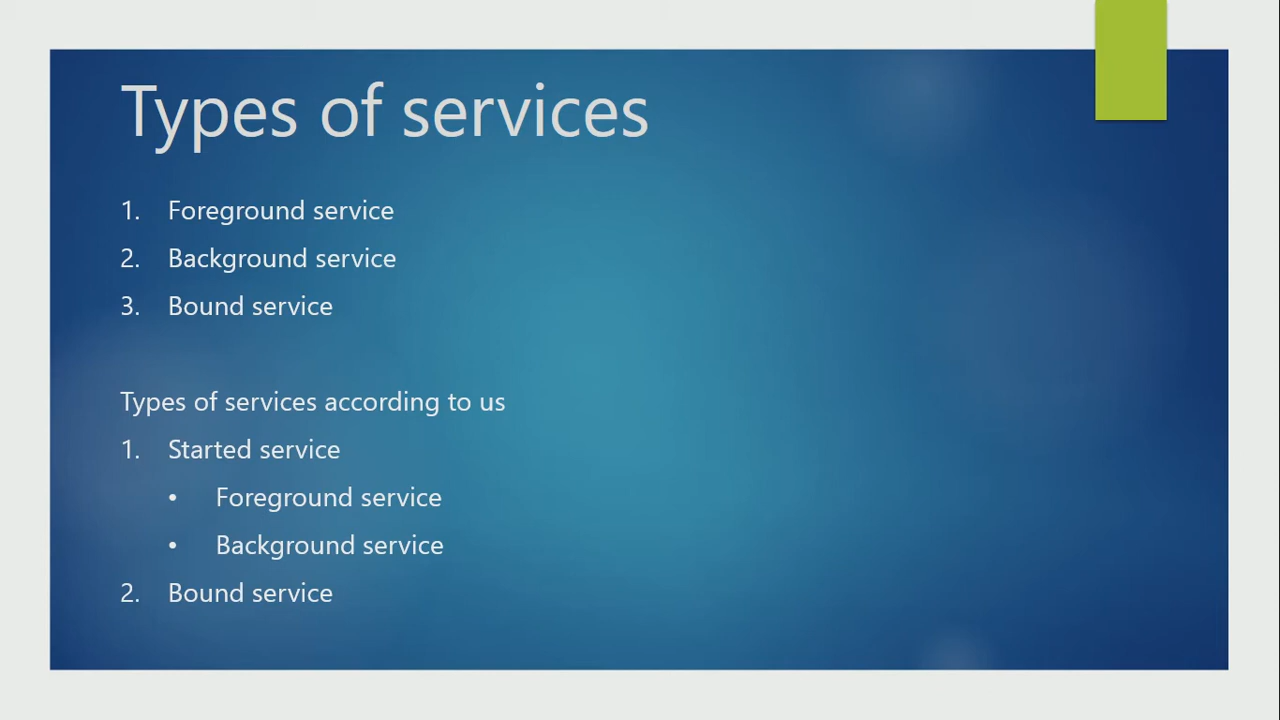 Types of services
1. Foreground service
2. Background service
3. Bound service
Types of services according to us
1. Started service
• Foreground service
• Background service
2. Bound service